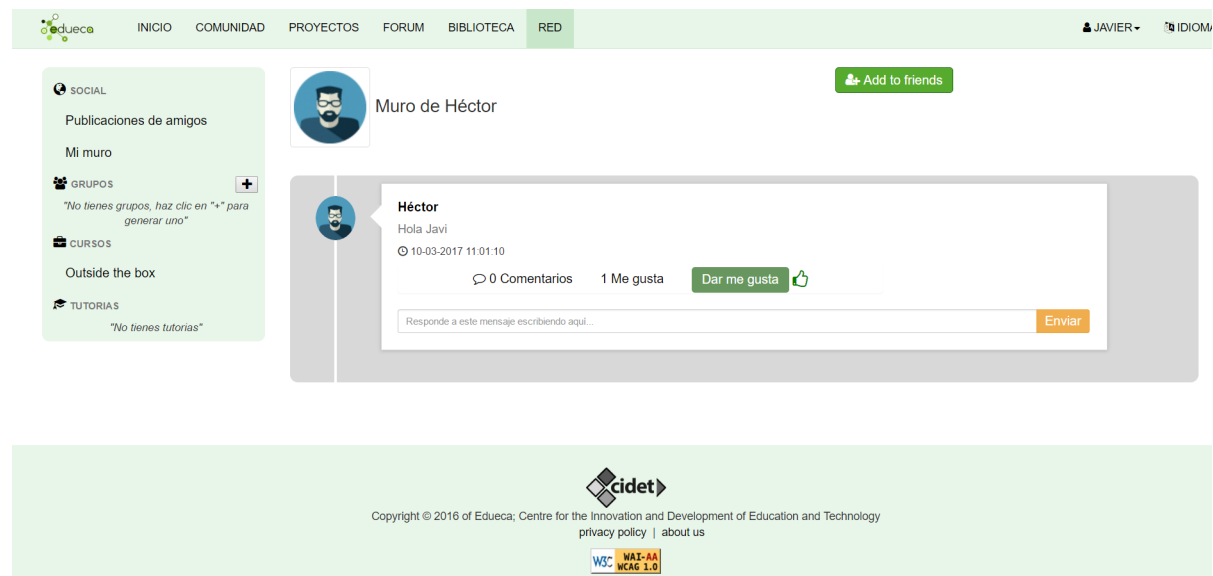 edueca INICIO COMUNIDAD PROYECTOS FORUM BIBLIOTECA RED JAVIER IDIOMA
SOCIAL
Publicaciones de amigos
Mi muro
GRUPOS
"No tienes grupos, haz clic en "+" para
generar uno"
CURSOS
Outside the box
TUTORIAS
"No tienes tutorias"
Muro de Héctor
Add to friends
Héctor
Hola Javi
10-03-2017 11:01:10
0 Comentarios 1 Me gusta Dar me gusta
Responde a este mensaje escribiendo aquí... Enviar
cidet
Copyright © 2016 of Edueca; Centre for the Innovation and Development of Education and Technology
privacy policy | about us
W3C WAI-AA
WCAG 1.0